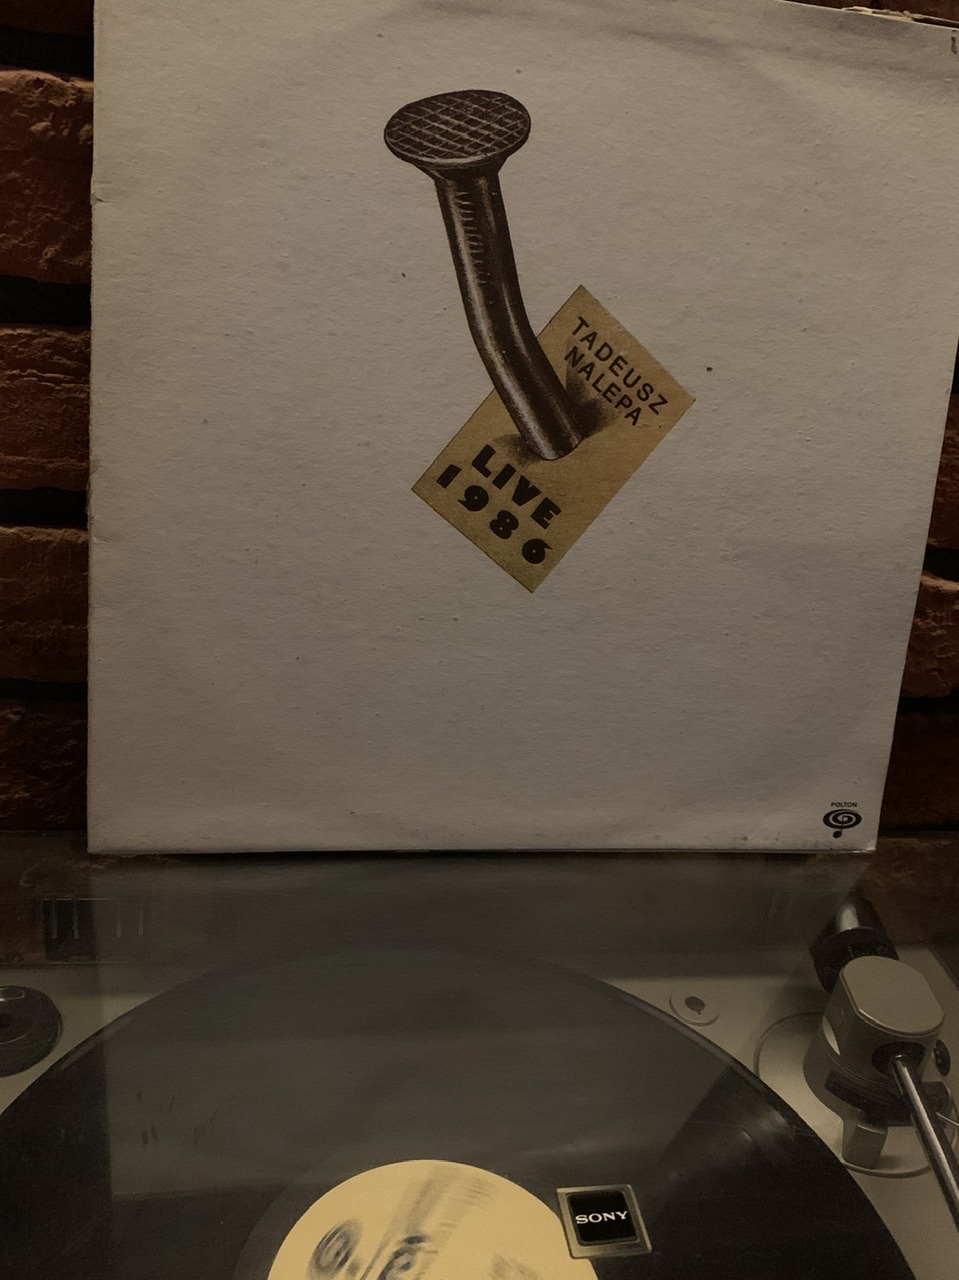 TADEUSZ
NALEPA
LIVE
1986
POLTON
SONY